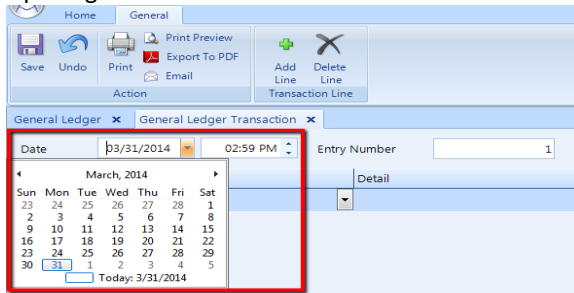 Home General
Print Preview
Export To PDF
Email
Save Undo Print
Add Line
Delete Line
Action
Transaction Line
General Ledger × General Ledger Transaction ×
Date 03/31/2014 02:59 PM Entry Number 1
Detail
March, 2014
Sun Mon Tue Wed Thu Fri Sat
23 24 25 26 27 28 1
2 3 4 5 6 7 8
9 10 11 12 13 14 15
16 17 18 19 20 21 22
23 24 25 26 27 28 29
30 31 1 2 3 4 5
Today: 3/31/2014